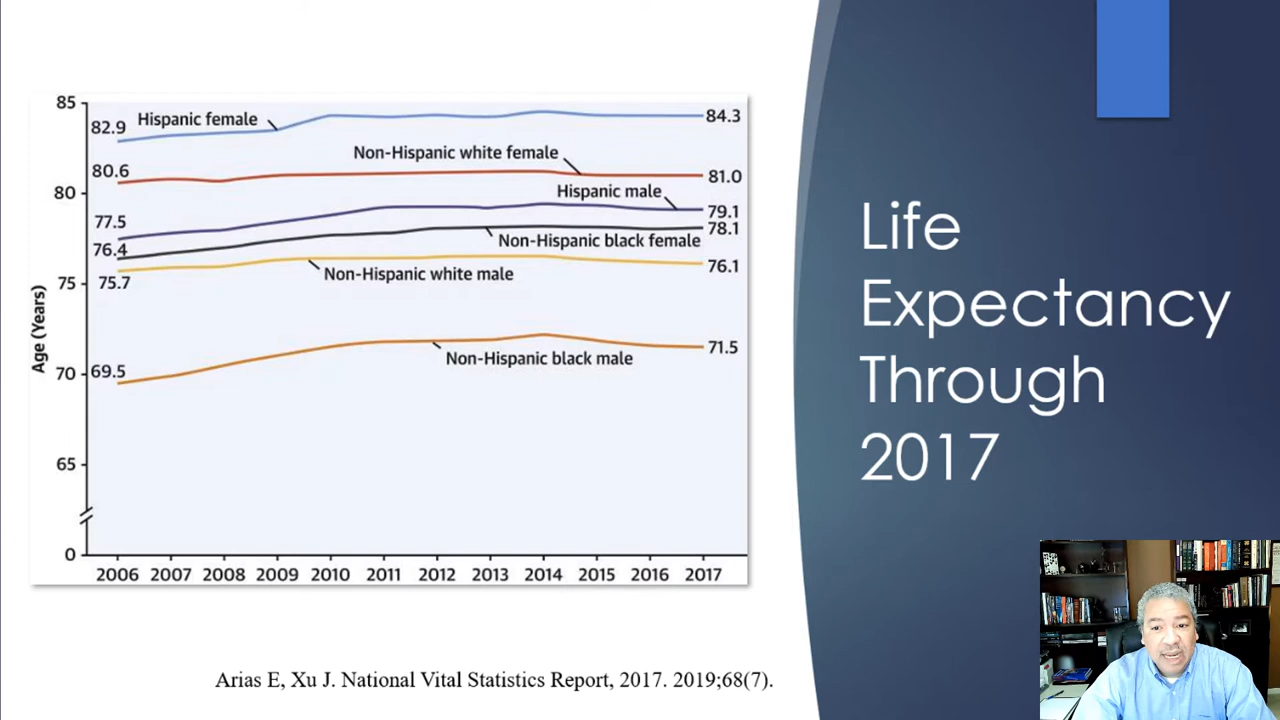 85
Hispanic female
82.9
84.3
Non-Hispanic white female
80.6
81.0
80
Hispanic male
77.5
79.1
78.1
Non-Hispanic black female
76.4
76.1
Non-Hispanic white male
75
75.7
Age (Years)
71.5
Non-Hispanic black male
70
69.5
65
0
2006 2007 2008 2009 2010 2011 2012 2013 2014 2015 2016 2017
Life
Expectancy
Through
2017
Arias E, Xu J. National Vital Statistics Report, 2017. 2019;68(7).